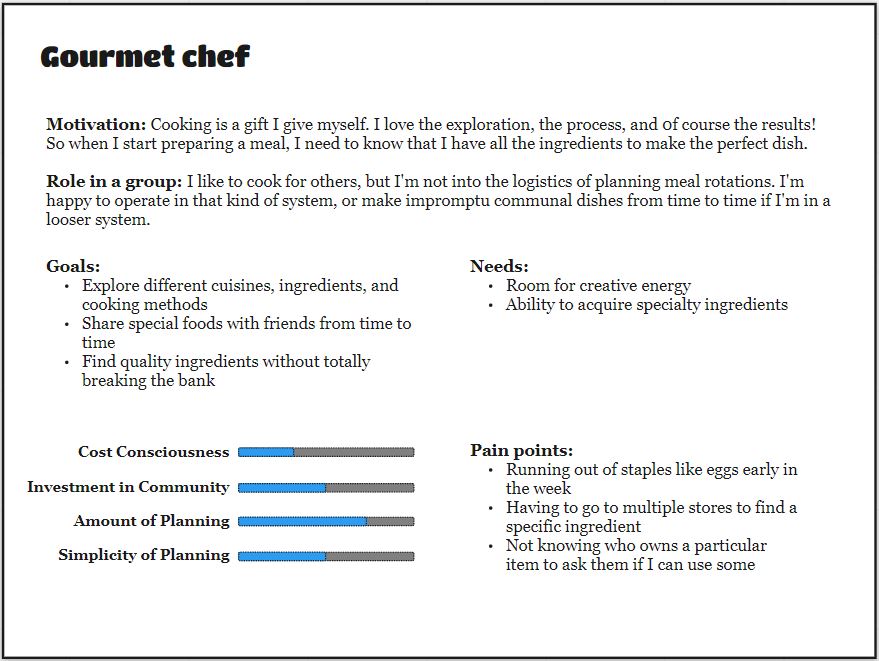 Gourmet chef
Motivation: Cooking is a gift I give myself. I love the exploration, the process, and 0f course the results!
So when I start preparing a meal, I need to know that I have all the ingredients to make the perfect dish.
Role in a group: I like to cook for others, but I'm not into the logistics of planning meal rotations. I'm
happy to operate in that kind of system, or make impromptu communal dishes from time to time if I'm in a
looser system.
Goals:
• Explore different cuisines, ingredients, and
cooking methods
• Share special foods with friends from time to
time
• Find quality ingredients without totally
breaking the bank
Needs:
• Room for creative energy
• Ability to acquire specialty ingredients
Cost Consciousness
Investment in Community
Amount of Planning
Simplicity of Planning
Pain points:
• Running out of staples like eggs early in
the week
• Having to go to multiple stores to find a
specific ingredient
• Not knowing who owns a particular
item to ask them if I can use some